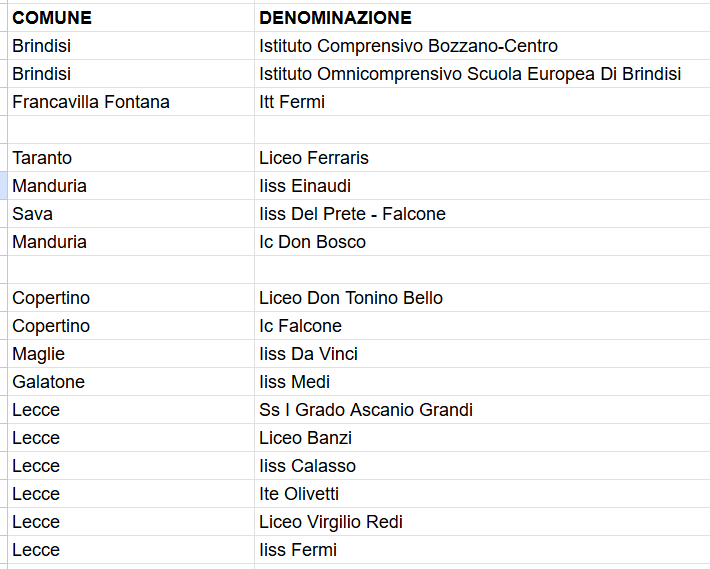 COMUNE DENOMINAZIONE
Brindisi Istituto Comprensivo Bozzano-Centro
Brindisi Istituto Omnicomprensivo Scuola Europea Di Brindisi
Francavilla Fontana Itt Fermi
Taranto Liceo Ferraris
Manduria Iiss Einaudi
Sava Iiss Del Prete - Falcone
Manduria Ic Don Bosco
Copertino Liceo Don Tonino Bello
Copertino Ic Falcone
Maglie Iiss Da Vinci
Galatone Iiss Medi
Lecce Ss I Grado Ascanio Grandi
Lecce Liceo Banzi
Lecce Iiss Calasso
Lecce Ite Olivetti
Lecce Liceo Virgilio Redi
Lecce Iiss Fermi